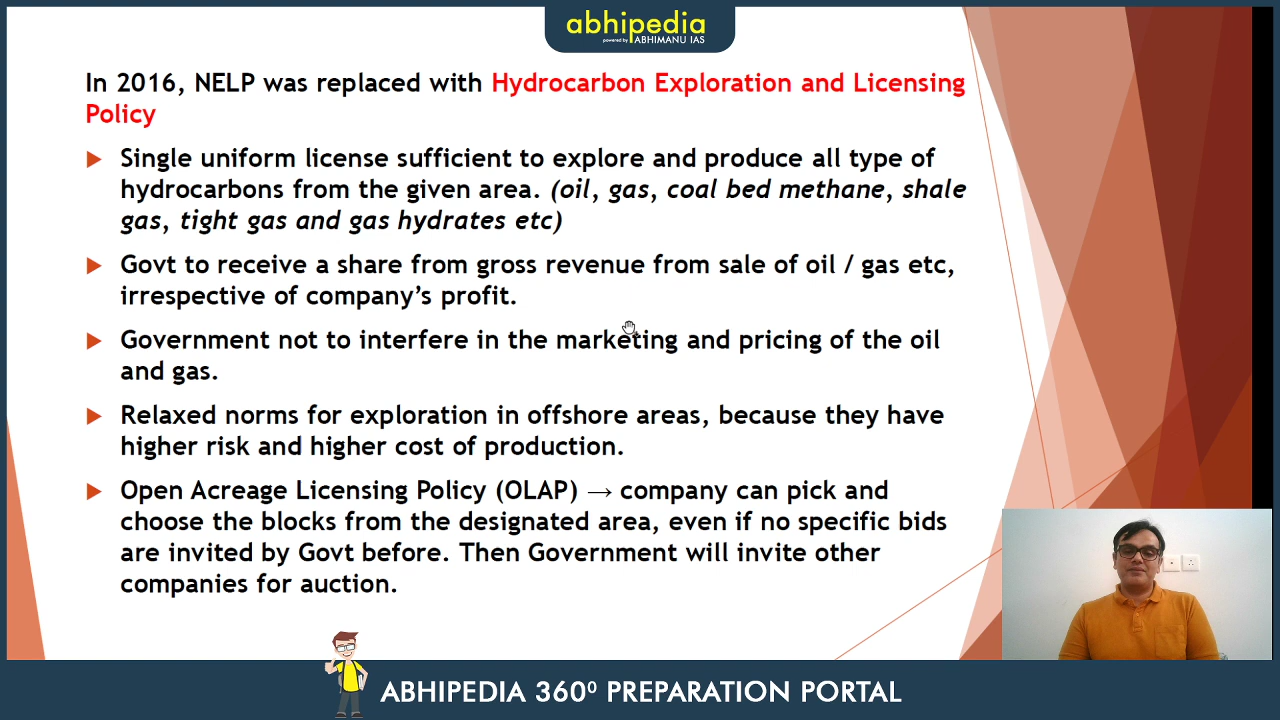 abhipedia
powered by ABHIMANU IAS
In 2016, NELP was replaced with Hydrocarbon Exploration and Licensing
Policy
Single uniform license sufficient to explore and produce all type of
hydrocarbons from the given area. (oil, gas, coal bed methane, shale
gas, tight gas and gas hydrates etc)
Govt to receive a share from gross revenue from sale of oil / gas etc,
irrespective of company's profit.
Government not to interfere in the marketing and pricing of the oil
and gas.
Relaxed norms for exploration in offshore areas, because they have
higher risk and higher cost of production.
Open Acreage Licensing Policy (OLAP) → company can pick and
choose the blocks from the designated area, even if no specific bids
are invited by Govt before. Then Government will invite other
companies for auction.
ABHIPEDIA 360⁰ PREPARATION PORTAL